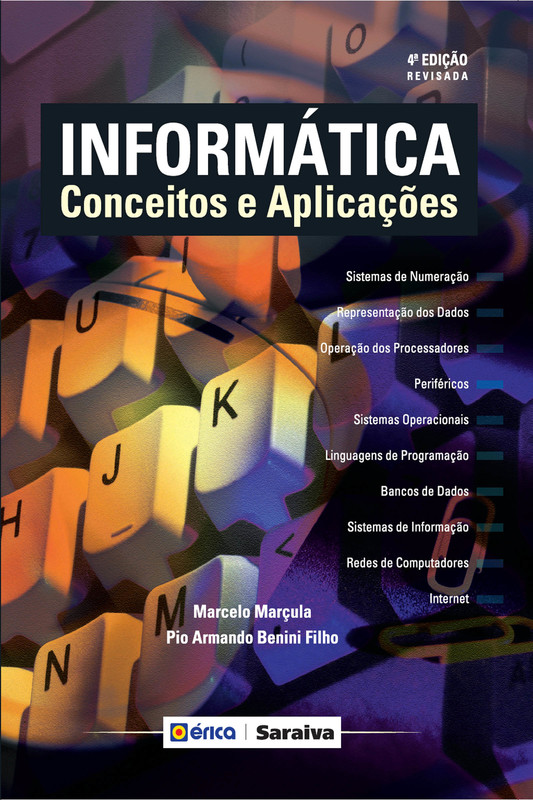 4ª EDIÇÃO
REVISADA
INFORMÁTICA
Conceitos e Aplicações
Sistemas de Numeração
Representação dos Dados
Operação dos Processadores
Periféricos
Sistemas Operacionais
Linguagens de Programação
Bancos de Dados
Sistemas de Informação
Redes de Computadores
Internet
I O
U I
H J K L
N M <
Marcelo Marçula
Pio Armando Benini Filho
érica | Saraiva